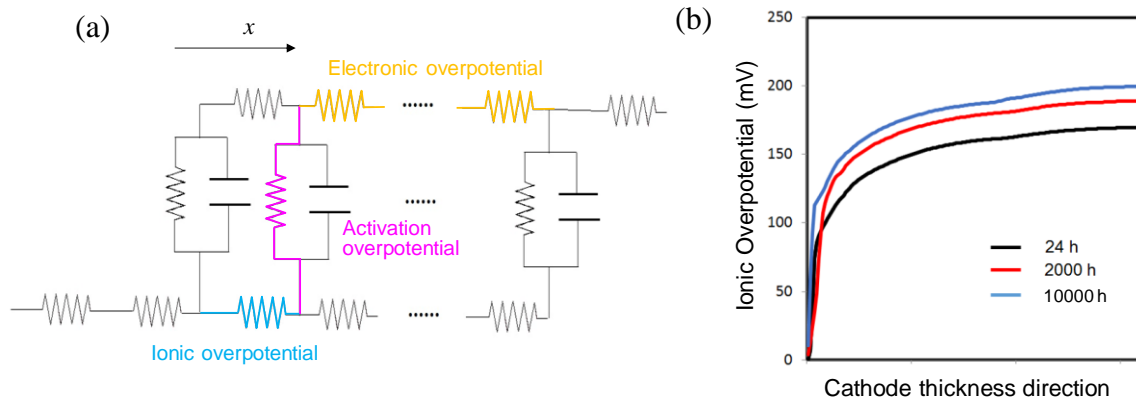 (a)
x
Electronic overpotential
Activation
overpotential
Ionic overpotential
(b)
Ionic Overpotential (mV)
250
200
150
100
50
0
24 h
2000 h
10000 h
Cathode thickness direction